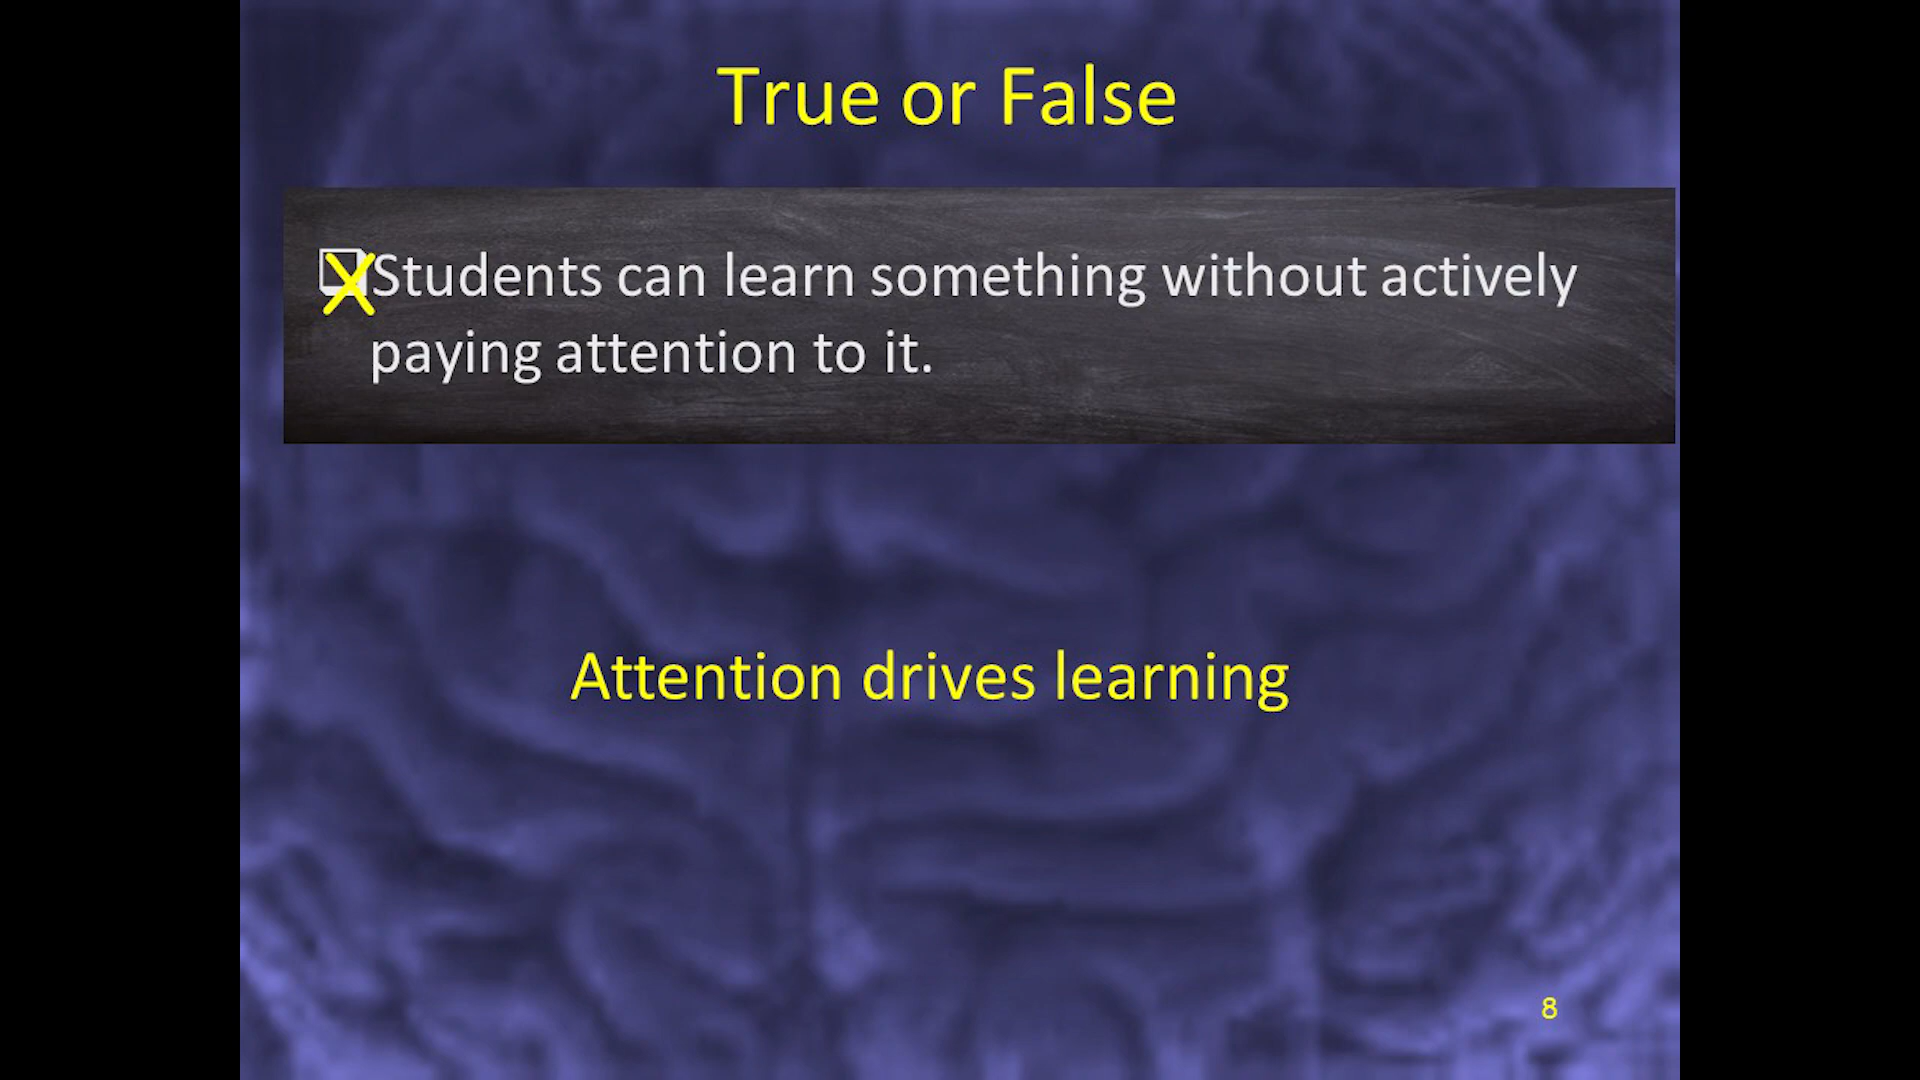 True or False
Students can learn something without actively
paying attention to it.
Attention drives learning
8